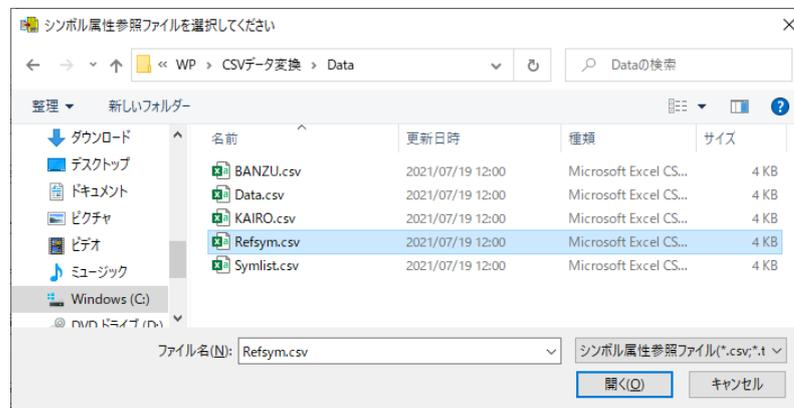 シンボル属性参照ファイルを選択してください
« WP › CSVデータ変換 › Data
Dataの検索
整理 新しいフォルダー
名前 更新日時 種類 サイズ
ダウンロード
デスクトップ
ドキュメント
ピクチャ
ビデオ
ミュージック
Windows (C:)
DVD ドライブ (D:)
BANZU.csv 2021/07/19 12:00 Microsoft Excel CS... 4 KB
Data.csv 2021/07/19 12:00 Microsoft Excel CS... 4 KB
KAIRO.csv 2021/07/19 12:00 Microsoft Excel CS... 4 KB
Refsym.csv 2021/07/19 12:00 Microsoft Excel CS... 4 KB
Symlist.csv 2021/07/19 12:00 Microsoft Excel CS... 4 KB
ファイル名(N): Refsym.csv シンボル属性参照ファイル(*.csv;*.t
開く(O) キャンセル